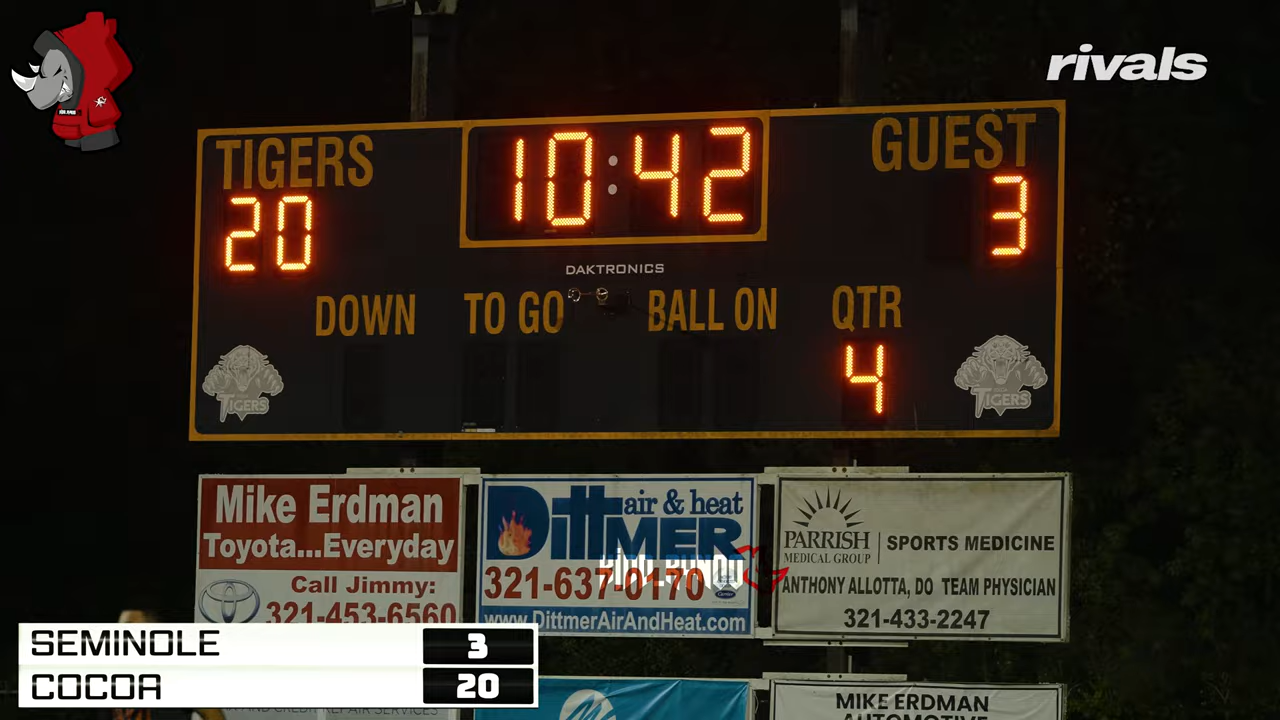 rivals
TIGERS
10:42
GUEST
20
3
DAKTRONICS
DOWN
TO GO
BALL ON
QTR
4
TIGERS
TIGERS
Mike Erdman
Toyota...Everyday
Call Jimmy:
321-453-6560
Dittmer
air & heat
321-637-0170
www.DittmerAirAndHeat.com
PARRISH
MEDICAL GROUP
SPORTS MEDICINE
ANTHONY ALLOTTA, DO TEAM PHYSICIAN
321-433-2247
SEMINOLE 3
COCOA 20
MIKE ERDMAN
AUTOMOTIVE